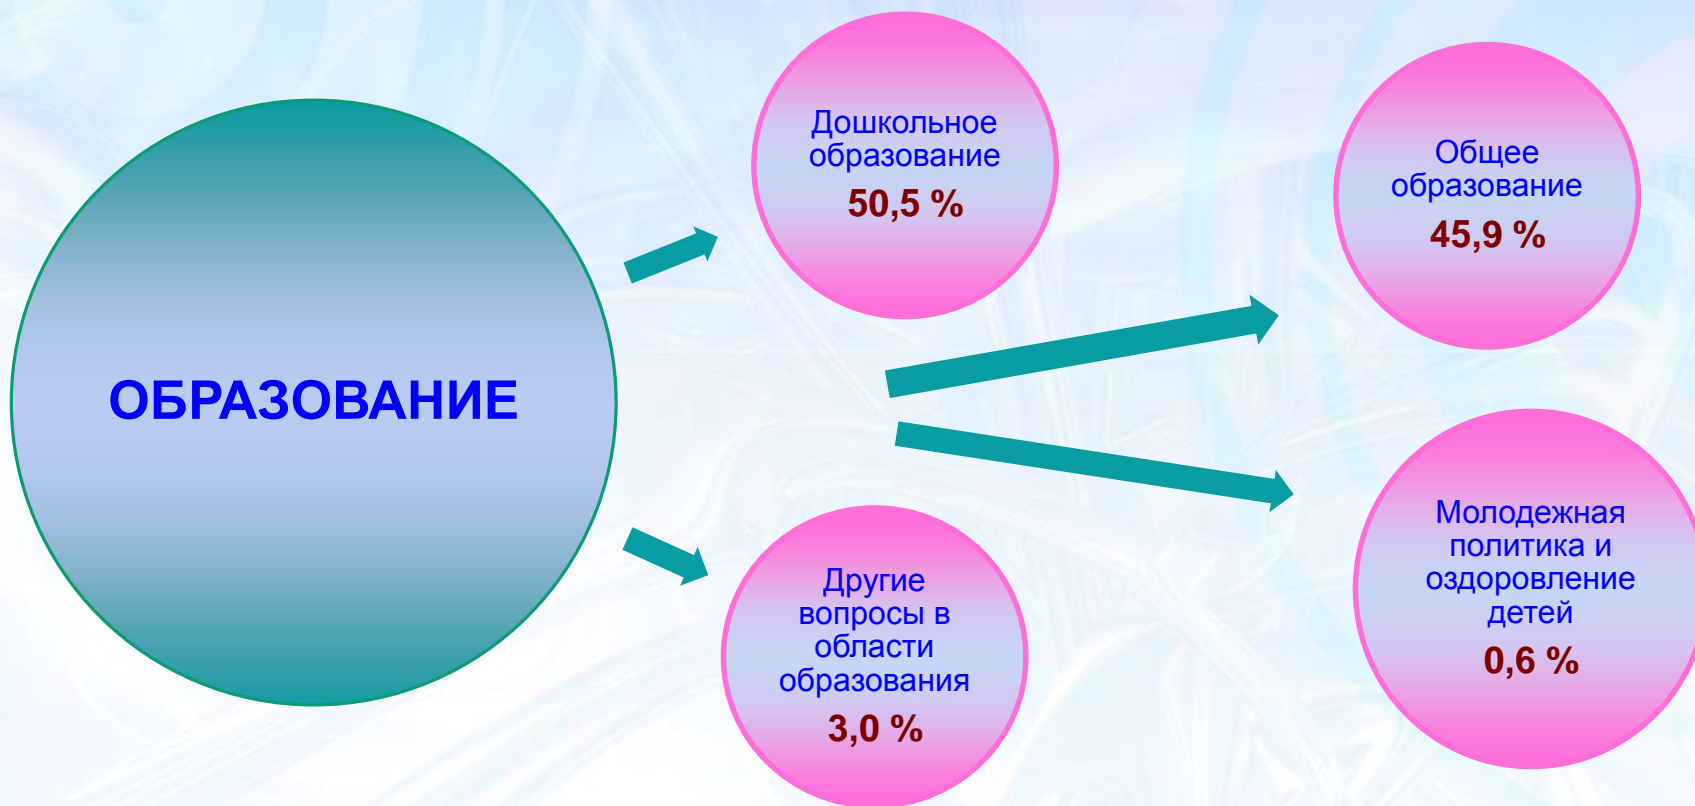 ОБРАЗОВАНИЕ
Дошкольное
образование
50,5 %
Общее
образование
45,9 %
Другие
вопросы в
области
образования
3,0 %
Молодежная
политика и
оздоровление
детей
0,6 %